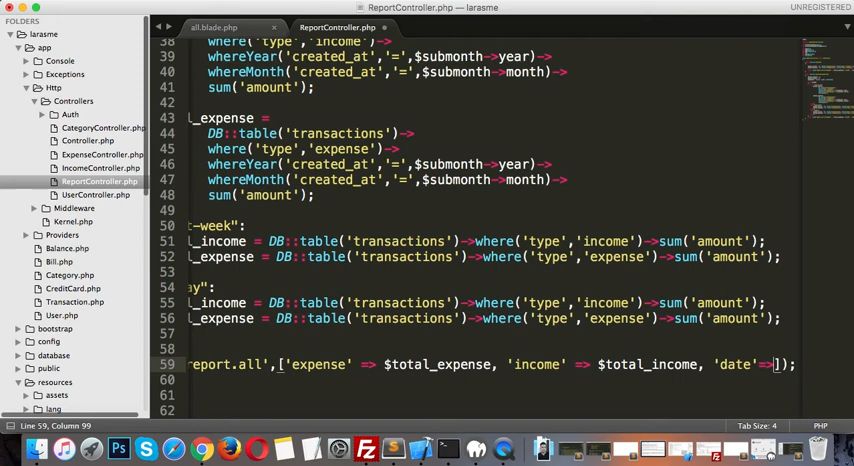 ReportController.php — larasme
UNREGISTERED
FOLDERS
larasme
app
Console
Exceptions
Http
Controllers
Auth
CategoryController.php
Controller.php
ExpenseController.php
IncomeController.php
ReportController.php
UserController.php
Middleware
Kernel.php
Providers
Balance.php
Bill.php
Category.php
CreditCard.php
Transaction.php
User.php
bootstrap
config
database
public
resources
assets
lang
all.blade.php
ReportController.php
38 where('type','income')->
39 whereYear('created_at','=',$submonth->year)->
40 whereMonth('created_at','=',$submonth->month)->
41 sum('amount');
42
43 l_expense =
44 DB::table('transactions')->
45 where('type','expense')->
46 whereYear('created_at','=',$submonth->year)->
47 whereMonth('created_at','=',$submonth->month)->
48 sum('amount');
49
50 t-week":
51 l_income = DB::table('transactions')->where('type','income')->sum('amount');
52 l_expense = DB::table('transactions')->where('type','expense')->sum('amount');
53
54 ay":
55 l_income = DB::table('transactions')->where('type','income')->sum('amount');
56 l_expense = DB::table('transactions')->where('type','expense')->sum('amount');
57
58
59 report.all',['expense' => $total_expense, 'income' => $total_income, 'date'=>]);
60
61
62
Line 59, Column 99
Tab Size: 4
PHP